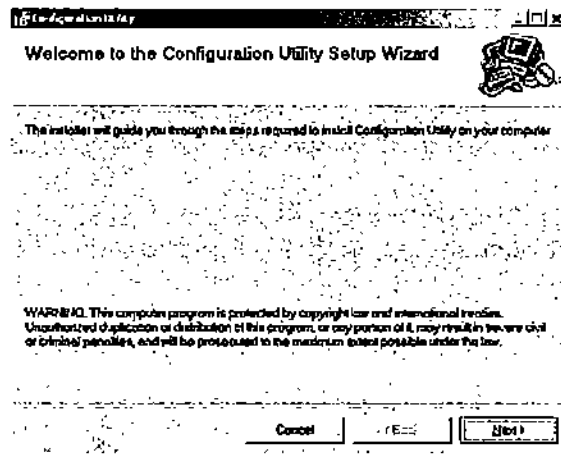 Configuration Utility
Welcome to the Configuration Utility Setup Wizard
The installer will guide you through the steps required to install Configuration Utility on your computer
WARNING: This computer program is protected by copyright law and international treaties.
Unauthorized duplication or distribution of this program, or any portion of it, may result in severe civil
or criminal penalties, and will be prosecuted to the maximum extent possible under the law.
Cancel
Next >